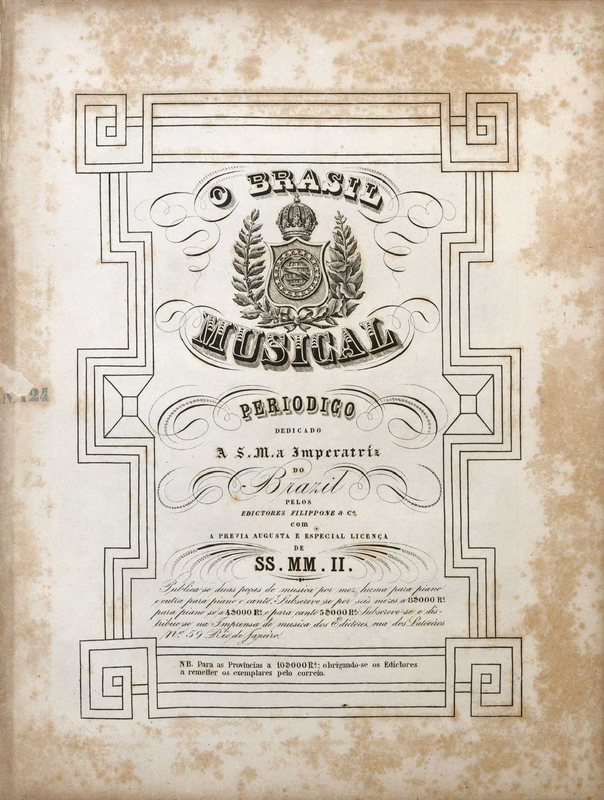 O BRASIL
MUSICAL
PERIODICO
DEDICADO
A S.M.a Imperatríz
DO
Brazil
PELOS
EDICTORES FILIPPONE & Cª.
com
A PREVIA AUGUSTA E ESPECIAL LICENÇA
DE
SS. MM. II.
Publica-se duas peças de musica por mez, huma para piano
e outra para piano e canto. Subscreve-se por seis mezes a 8$000 Rˢ.
para piano só a 4$000 Rˢ. e para canto 5$000 Rˢ. Subscreve-se e dis-
tribue-se na Imprensa de musica dos Edictores, rua dos Latoeiros
Nº. 59 Rio de Janeiro.
NB. Para as Provincias a 10$000 Rˢ.: obrigando-se os Edictores
a remetter os exemplares pelo correio.
N. 124